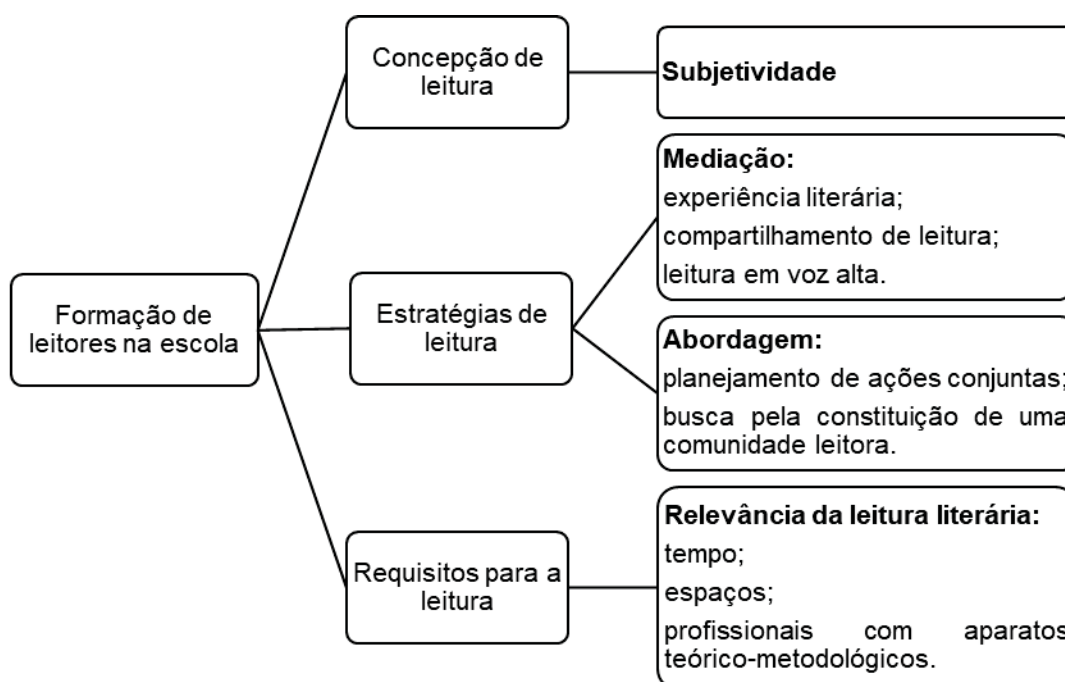 Formação de
leitores na escola
Concepção de
leitura
Subjetividade
Estratégias de
leitura
Mediação:
experiência literária;
compartilhamento de leitura;
leitura em voz alta.
Abordagem:
planejamento de ações conjuntas;
busca pela constituição de uma
comunidade leitora.
Requisitos para a
leitura
Relevância da leitura literária:
tempo;
espaços;
profissionais com aparatos
teórico-metodológicos.